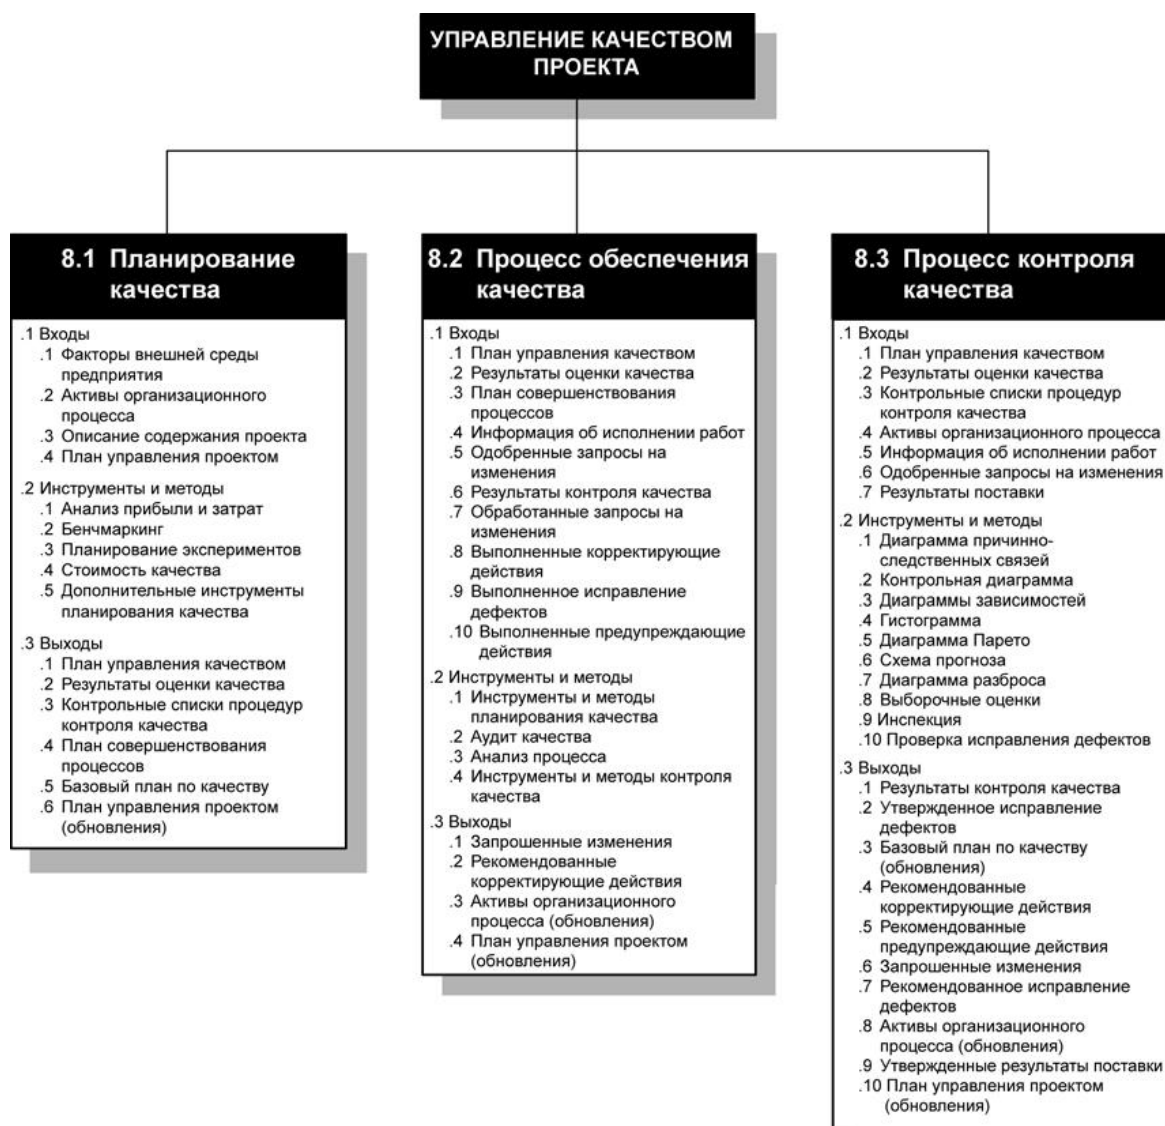 УПРАВЛЕНИЕ КАЧЕСТВОМ
ПРОЕКТА
8.1 Планирование
качества
.1 Входы
.1 Факторы внешней среды
предприятия
.2 Активы организационного
процесса
.3 Описание содержания проекта
.4 План управления проектом
.2 Инструменты и методы
.1 Анализ прибыли и затрат
.2 Бенчмаркинг
.3 Планирование экспериментов
.4 Стоимость качества
.5 Дополнительные инструменты
планирования качества
.3 Выходы
.1 План управления качеством
.2 Результаты оценки качества
.3 Контрольные списки процедур
контроля качества
.4 План совершенствования
процессов
.5 Базовый план по качеству
.6 План управления проектом
(обновления)
8.2 Процесс обеспечения
качества
.1 Входы
.1 План управления качеством
.2 Результаты оценки качества
.3 План совершенствования
процессов
.4 Информация об исполнении работ
.5 Одобренные запросы на
изменения
.6 Результаты контроля качества
.7 Обработанные запросы на
изменения
.8 Выполненные корректирующие
действия
.9 Выполненное исправление
дефектов
.10 Выполненные предупреждающие
действия
.2 Инструменты и методы
.1 Инструменты и методы
планирования качества
.2 Аудит качества
.3 Анализ процесса
.4 Инструменты и методы контроля
качества
.3 Выходы
.1 Запрошенные изменения
.2 Рекомендованные
корректирующие действия
.3 Активы организационного
процесса (обновления)
.4 План управления проектом
(обновления)
8.3 Процесс контроля
качества
.1 Входы
.1 План управления качеством
.2 Результаты оценки качества
.3 Контрольные списки процедур
контроля качества
.4 Активы организационного процесса
.5 Информация об исполнении работ
.6 Одобренные запросы на изменения
.7 Результаты поставки
.2 Инструменты и методы
.1 Диаграмма причинно-
следственных связей
.2 Контрольная диаграмма
.3 Диаграммы зависимостей
.4 Гистограмма
.5 Диаграмма Парето
.6 Схема прогноза
.7 Диаграмма разброса
.8 Выборочные оценки
.9 Инспекция
.10 Проверка исправления дефектов
.3 Выходы
.1 Результаты контроля качества
.2 Утвержденное исправление
дефектов
.3 Базовый план по качеству
(обновления)
.4 Рекомендованные
корректирующие действия
.5 Рекомендованные
предупреждающие действия
.6 Запрошенные изменения
.7 Рекомендованное исправление
дефектов
.8 Активы организационного
процесса (обновления)
.9 Утвержденные результаты поставки
.10 План управления проектом
(обновления)